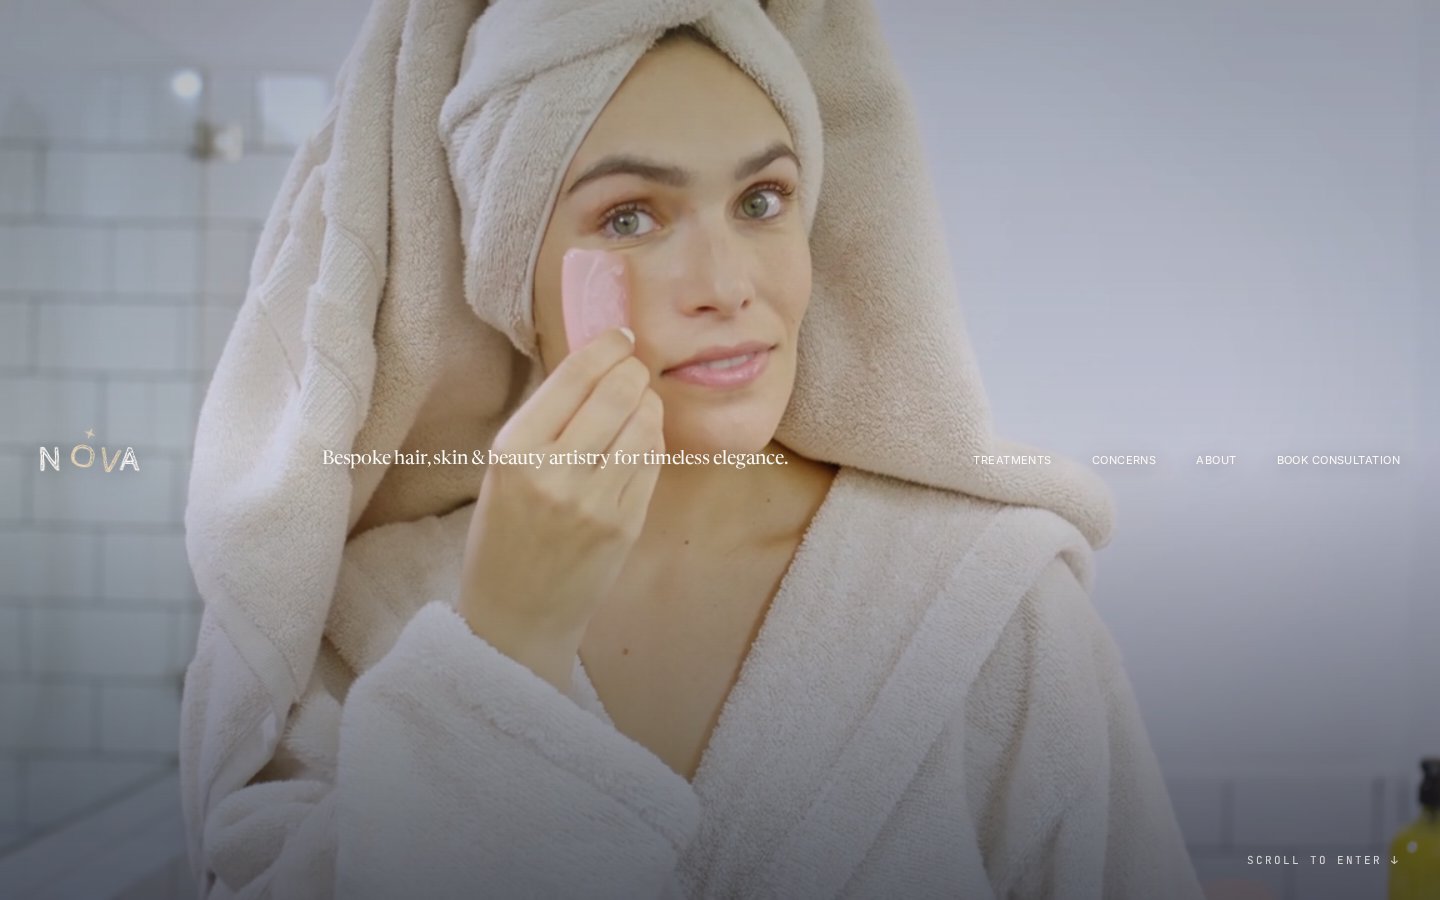 NOVA
Bespoke hair, skin & beauty artistry for timeless elegance.
TREATMENTS
CONCERNS
ABOUT
BOOK CONSULTATION
SCROLL TO ENTER ↓